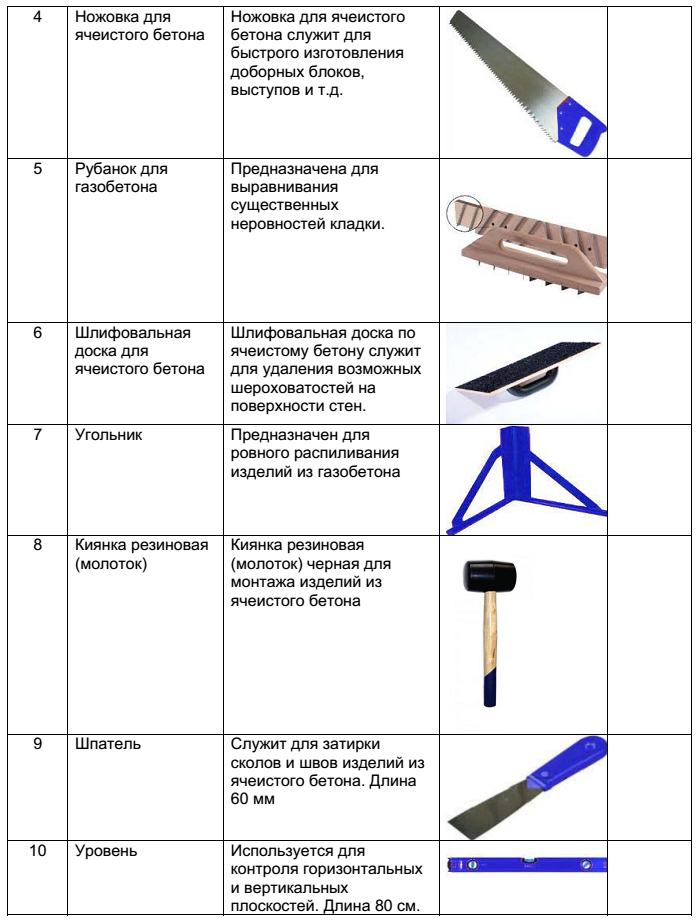 4
Ножовка для
ячеистого бетона
Ножовка для ячеистого
бетона служит для
быстрого изготовления
доборных блоков,
выступов и т.д.
5
Рубанок для
газобетона
Предназначена для
выравнивания
существенных
неровностей кладки.
6
Шлифовальная
доска для
ячеистого бетона
Шлифовальная доска по
ячеистому бетону служит
для удаления возможных
шероховатостей на
поверхности стен.
7
Угольник
Предназначен для
ровного распиливания
изделий из газобетона
8
Киянка резиновая
(молоток)
Киянка резиновая
(молоток) черная для
монтажа изделий из
ячеистого бетона
9
Шпатель
Служит для затирки
сколов и швов изделий из
ячеистого бетона. Длина
60 мм
10
Уровень
Используется для
контроля горизонтальных
и вертикальных
плоскостей. Длина 80 см.